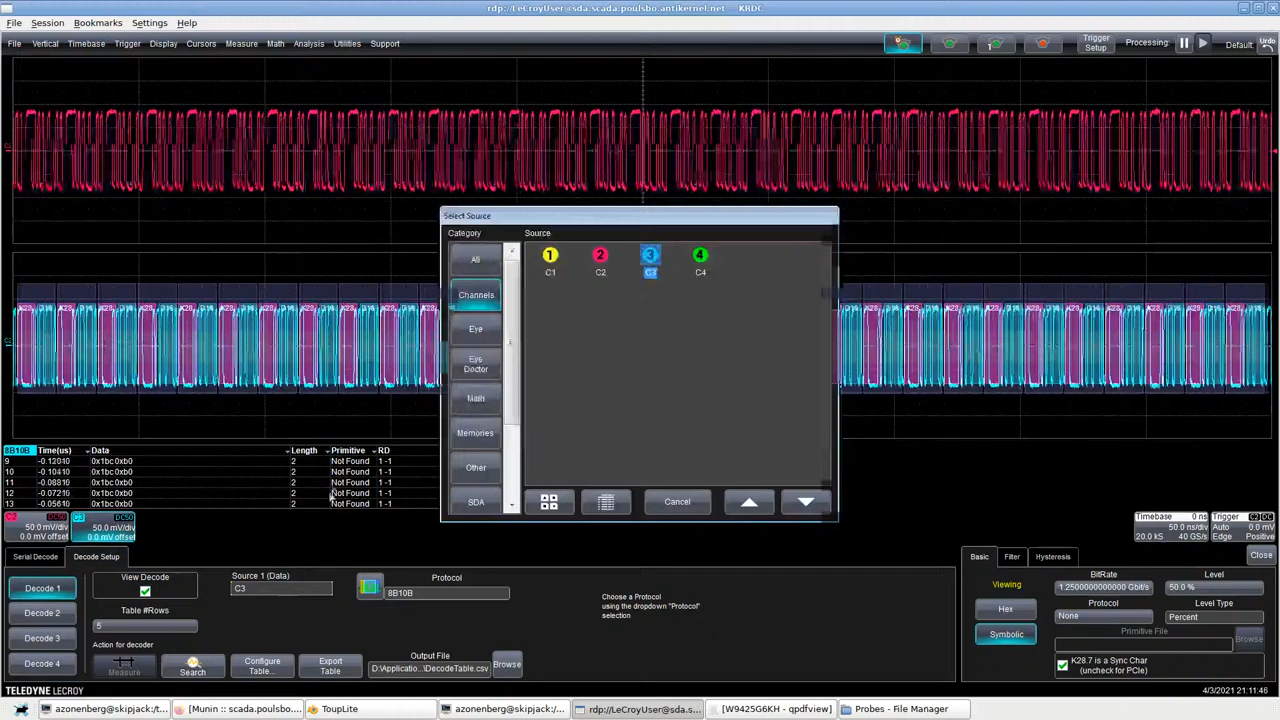 rdp://LeCroyUser@sda.scada.poulsbo.antikernel.net — KRDC
File Session Bookmarks Settings Help
File Vertical Timebase Trigger Display Cursors Measure Math Analysis Utilities Support
Trigger Setup Processing: Default Undo
Select Source
Category Source
All
C1 C2 C3 C4
Channels
Eye
Eye Doctor
Math
Memories
Other
SDA
Cancel
8B10B Time(us) Data Length Primitive RD
9 -0.12010 0x1bc 0xb0 2 Not Found 1 -1
10 -0.10410 0x1bc 0xb0 2 Not Found 1 -1
11 -0.08810 0x1bc 0xb0 2 Not Found 1 -1
12 -0.07210 0x1bc 0xb0 2 Not Found 1 -1
13 -0.05610 0x1bc 0xb0 2 Not Found 1 -1
C2 DC50
50.0 mV/div
0.0 mV offset
C3 DC50
50.0 mV/div
0.0 mV offset
Timebase 0 ns
50.0 ns/div
20.0 kS 40 GS/s
Trigger C2 DC
Auto 0.0 mV
Edge Positive
Serial Decode Decode Setup
Basic Filter Hysteresis Close
Decode 1
Decode 2
Decode 3
Decode 4
View Decode
Table #Rows
5
Action for decoder
Measure
Search
Configure Table...
Export Table
Source 1 (Data)
C3
Protocol
8B10B
Output File
D:\Applicatio...\DecodeTable.csv
Browse
Choose a Protocol
using the dropdown "Protocol"
selection
Viewing
Hex
Symbolic
BitRate
1.2500000000000 Gbit/s
Level
50.0 %
Protocol
None
Level Type
Percent
Primitive File
Browse
K28.7 is a Sync Char
(uncheck for PCIe)
TELEDYNE LECROY
4/3/2021 21:11:46
azonenberg@skipjack:/t...
[Munin :: scada.poulsbo...
ToupLite
azonenberg@skipjack:/...
rdp://LeCroyUser@sda.s...
[W9425G6KH - qpdfview]
Probes - File Manager